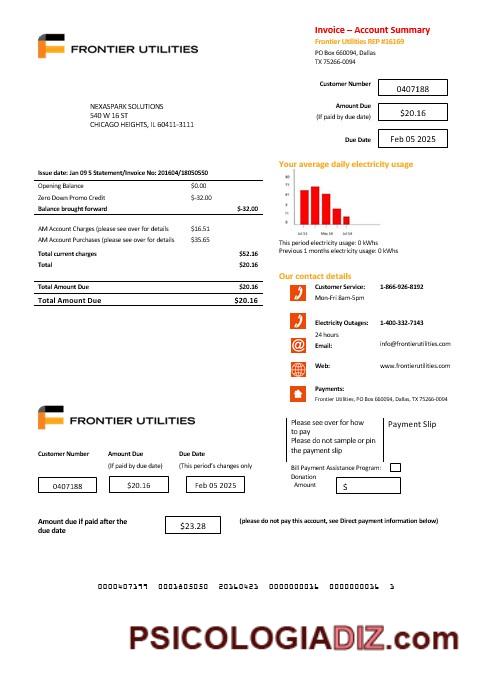 FRONTIER UTILITIES
Invoice – Account Summary
Frontier Utilities REP #16169
PO Box 660094, Dallas
TX 75266-0094
Customer Number
0407188
Amount Due
(If paid by due date)
$20.16
Due Date
Feb 05 2025
NEXASPARK SOLUTIONS
540 W 16 ST
CHICAGO HEIGHTS, IL 60411-3111
Issue date: Jan 09 5 Statement/Invoice No: 201604/18050550
Opening Balance $0.00
Zero Down Promo Credit $-32.00
Balance brought forward $-32.00
AM Account Charges (please see over for details $16.51
AM Account Purchases (please see over for details $35.65
Total current charges $52.16
Total $20.16
Total Amount Due $20.16
Total Amount Due $20.16
Your average daily electricity usage
This period electricity usage: 0 kWhs
Previous 1 months electricity usage: 0 kWhs
Our contact details
Customer Service: 1-866-926-8192
Mon-Fri 8am-5pm
Electricity Outages: 1-400-332-7143
24 hours
Email: info@frontierutilities.com
Web: www.frontierutilities.com
Payments:
Frontier Utilities, PO Box 660094, Dallas, TX 75266-0094
FRONTIER UTILITIES
Customer Number
0407188
Amount Due
(If paid by due date)
$20.16
Due Date
(This period's changes only
Feb 05 2025
Please see over for how
to pay
Please do not sample or pin
the payment slip
Payment Slip
Bill Payment Assistance Program:
Donation
Amount
$
Amount due if paid after the
due date
$23.28
(please do not pay this account, see Direct payment information below)
0000407199 0001805050 20160421 0000000016 0000000016 1
PSICOLOGIADIZ.com